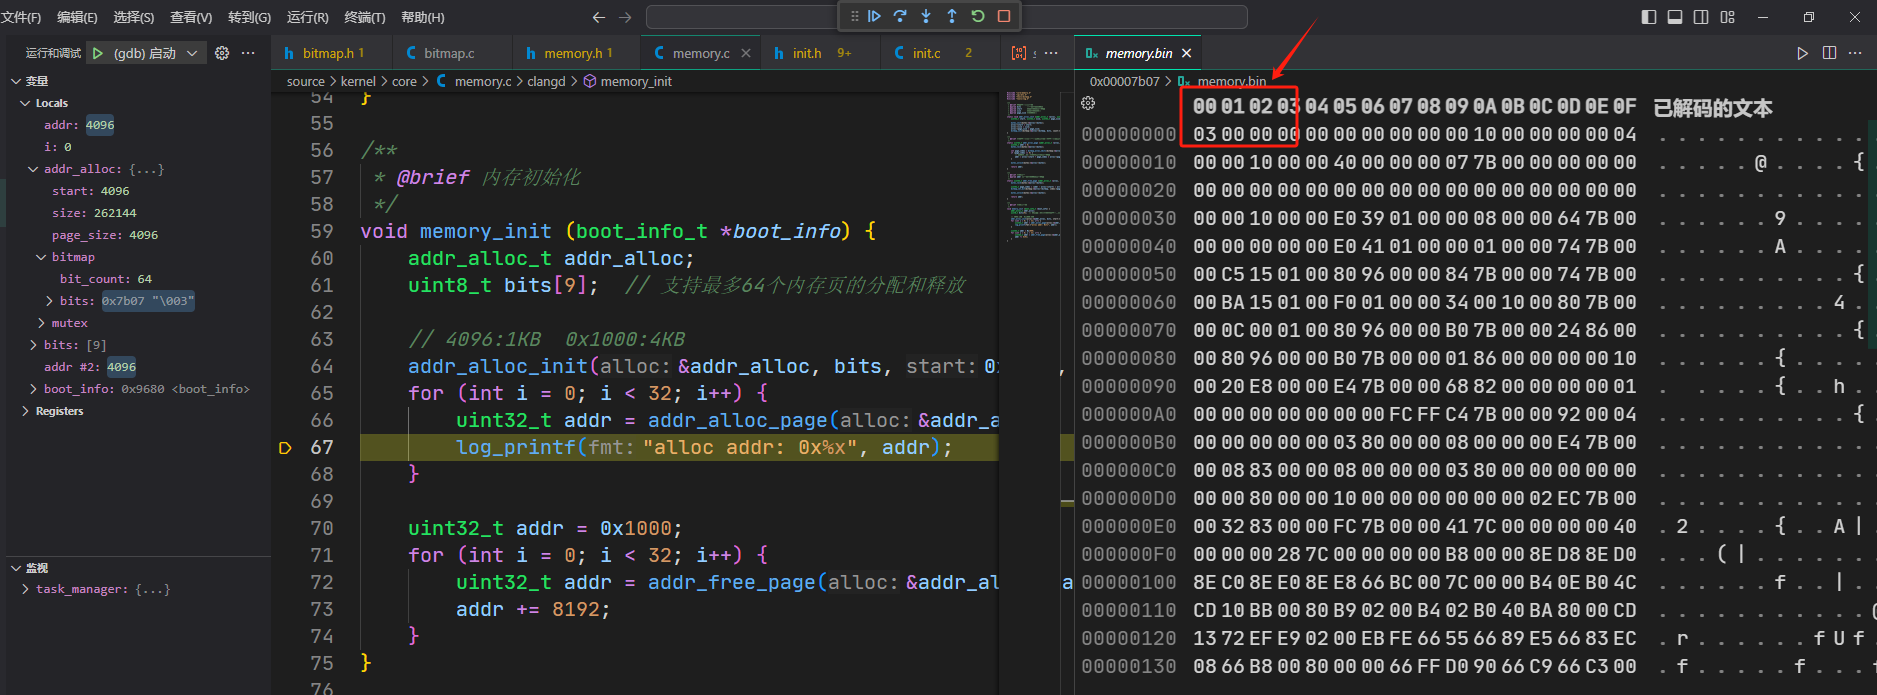 文件(F) 编辑(E) 选择(S) 查看(V) 转到(G) 运行(R) 终端(T) 帮助(H)
运行和调试 (gdb) 启动
变量
Locals
addr: 4096
i: 0
addr_alloc: {...}
start: 4096
size: 262144
page_size: 4096
bitmap
bit_count: 64
bits: 0x7b07 "\003"
mutex
bits: [9]
addr #2: 4096
boot_info: 0x9680 <boot_info>
Registers
监视
task_manager: {...}
bitmap.h 1 bitmap.c memory.h 1 memory.c init.h 9+ init.c 2
source > kernel > core > memory.c > clangd > memory_init
54 }
55
56 /**
57 * @brief 内存初始化
58 */
59 void memory_init (boot_info_t *boot_info) {
60 addr_alloc_t addr_alloc;
61 uint8_t bits[9]; // 支持最多64个内存页的分配和释放
62
63 // 4096:1KB 0x1000:4KB
64 addr_alloc_init(alloc: &addr_alloc, bits, start: 0
65 for (int i = 0; i < 32; i++) {
66 uint32_t addr = addr_alloc_page(alloc: &addr_a
67 log_printf(fmt: "alloc addr: 0x%x", addr);
68 }
69
70 uint32_t addr = 0x1000;
71 for (int i = 0; i < 32; i++) {
72 uint32_t addr = addr_free_page(alloc: &addr_al
73 addr += 8192;
74 }
75 }
76
memory.bin
0x00007b07 > memory.bin
00 01 02 03 04 05 06 07 08 09 0A 0B 0C 0D 0E 0F 已解码的文本
00000000 03 00 00 00 00 00 00 00 00 00 10 00 00 00 00 04 . . . . . . . . . . .
00000010 00 00 10 00 00 40 00 00 00 07 7B 00 00 00 00 00 . . . . . @ . . . . {
00000020 00 00 00 00 00 00 00 00 00 00 00 00 00 00 00 00 . . . . . . . . . . .
00000030 00 00 10 00 00 E0 39 01 00 00 08 00 00 64 7B 00 . . . . . . 9 . . . .
00000040 00 00 00 00 00 E0 41 01 00 00 01 00 00 74 7B 00 . . . . . . A . . . .
00000050 00 C5 15 01 00 80 96 00 00 84 7B 00 00 74 7B 00 . . . . . . . . . . {
00000060 00 BA 15 01 00 F0 01 00 00 34 00 10 00 80 7B 00 . . . . . . . . . 4 .
00000070 00 0C 00 01 00 80 96 00 00 B0 7B 00 00 24 86 00 . . . . . . . . . . {
00000080 00 80 96 00 00 B0 7B 00 00 01 86 00 00 00 00 10 . . . . . . { . . . .
00000090 00 20 E8 00 00 E4 7B 00 00 68 82 00 00 00 00 01 . . . . . . { . . h .
000000A0 00 00 00 00 00 00 00 FC FF C4 7B 00 00 92 00 04 . . . . . . . . . . {
000000B0 00 00 00 00 00 03 80 00 00 08 00 00 00 E4 7B 00 . . . . . . . . . . .
000000C0 00 08 83 00 00 08 00 00 00 03 80 00 00 00 00 00 . . . . . . . . . . .
000000D0 00 00 80 00 00 10 00 00 00 00 00 00 02 EC 7B 00 . . . . . . . . . . .
000000E0 00 32 83 00 00 FC 7B 00 00 41 7C 00 00 00 00 40 . 2 . . . . { . . A |
000000F0 00 00 00 28 7C 00 00 00 00 B8 00 00 8E D8 8E D0 . . . ( | . . . . . .
00000100 8E C0 8E E0 8E E8 66 BC 00 7C 00 00 B4 0E B0 4C . . . . . . f . . | .
00000110 CD 10 BB 00 80 B9 02 00 B4 02 B0 40 BA 80 00 CD . . . . . . . . . . .
00000120 13 72 EF E9 02 00 EB FE 66 55 66 89 E5 66 83 EC . r . . . . . . f U f
00000130 08 66 B8 00 80 00 00 66 FF D0 90 66 C9 66 C3 00 . f . . . . . f . . .